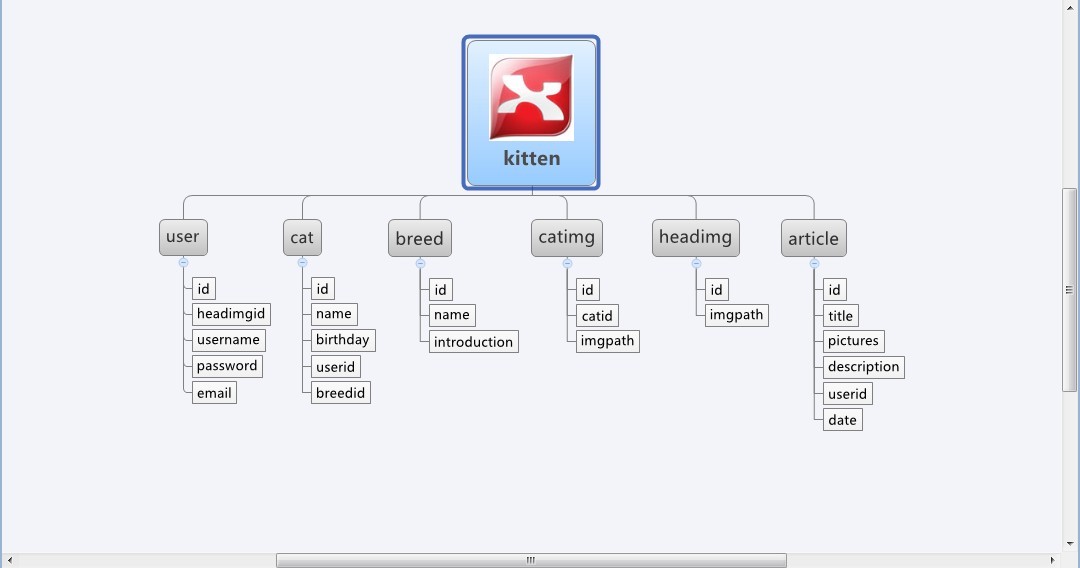 kitten
user
id
headimgid
username
password
email
cat
id
name
birthday
userid
breedid
breed
id
name
introduction
catimg
id
catid
imgpath
headimg
id
imgpath
article
id
title
pictures
description
userid
date